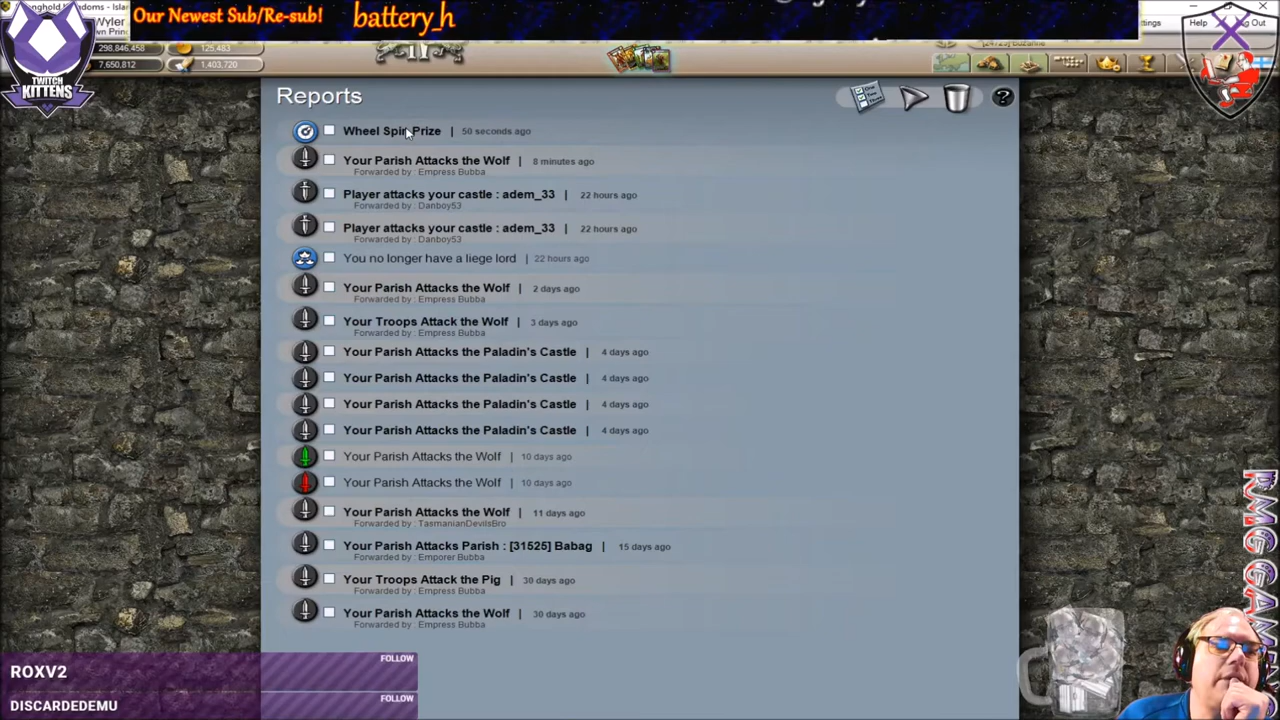 Our Newest Sub/Re-sub! battery_h
Wyler
Help
298,846,458 125,483
7,650,812 1,403,720
TWITCH
KITTENS
Reports
Wheel Spin Prize | 50 seconds ago
Your Parish Attacks the Wolf | 8 minutes ago
Forwarded by : Empress Bubba
Player attacks your castle : adem_33 | 22 hours ago
Forwarded by : Danboy53
Player attacks your castle : adem_33 | 22 hours ago
Forwarded by : Danboy53
You no longer have a liege lord | 22 hours ago
Your Parish Attacks the Wolf | 2 days ago
Forwarded by : Empress Bubba
Your Troops Attack the Wolf | 3 days ago
Forwarded by : Empress Bubba
Your Parish Attacks the Paladin's Castle | 4 days ago
Your Parish Attacks the Paladin's Castle | 4 days ago
Your Parish Attacks the Paladin's Castle | 4 days ago
Your Parish Attacks the Paladin's Castle | 4 days ago
Your Parish Attacks the Wolf | 10 days ago
Your Parish Attacks the Wolf | 10 days ago
Your Parish Attacks the Wolf | 11 days ago
Forwarded by : TasmanianDevilsBro
Your Parish Attacks Parish : [31525] Babag | 15 days ago
Forwarded by : Emporer Bubba
Your Troops Attack the Pig | 30 days ago
Forwarded by : Empress Bubba
Your Parish Attacks the Wolf | 30 days ago
Forwarded by : Empress Bubba
FOLLOW
ROXV2
FOLLOW
DISCARDEDEMU